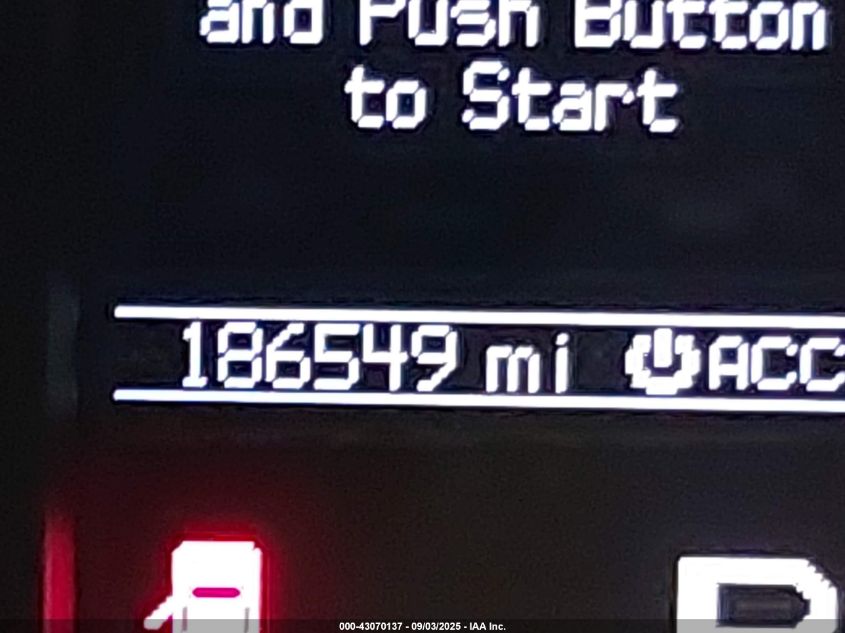 and Push Button
to Start
186549 mi ACC
P
000-43070137 - 09/03/2025 - IAA Inc.